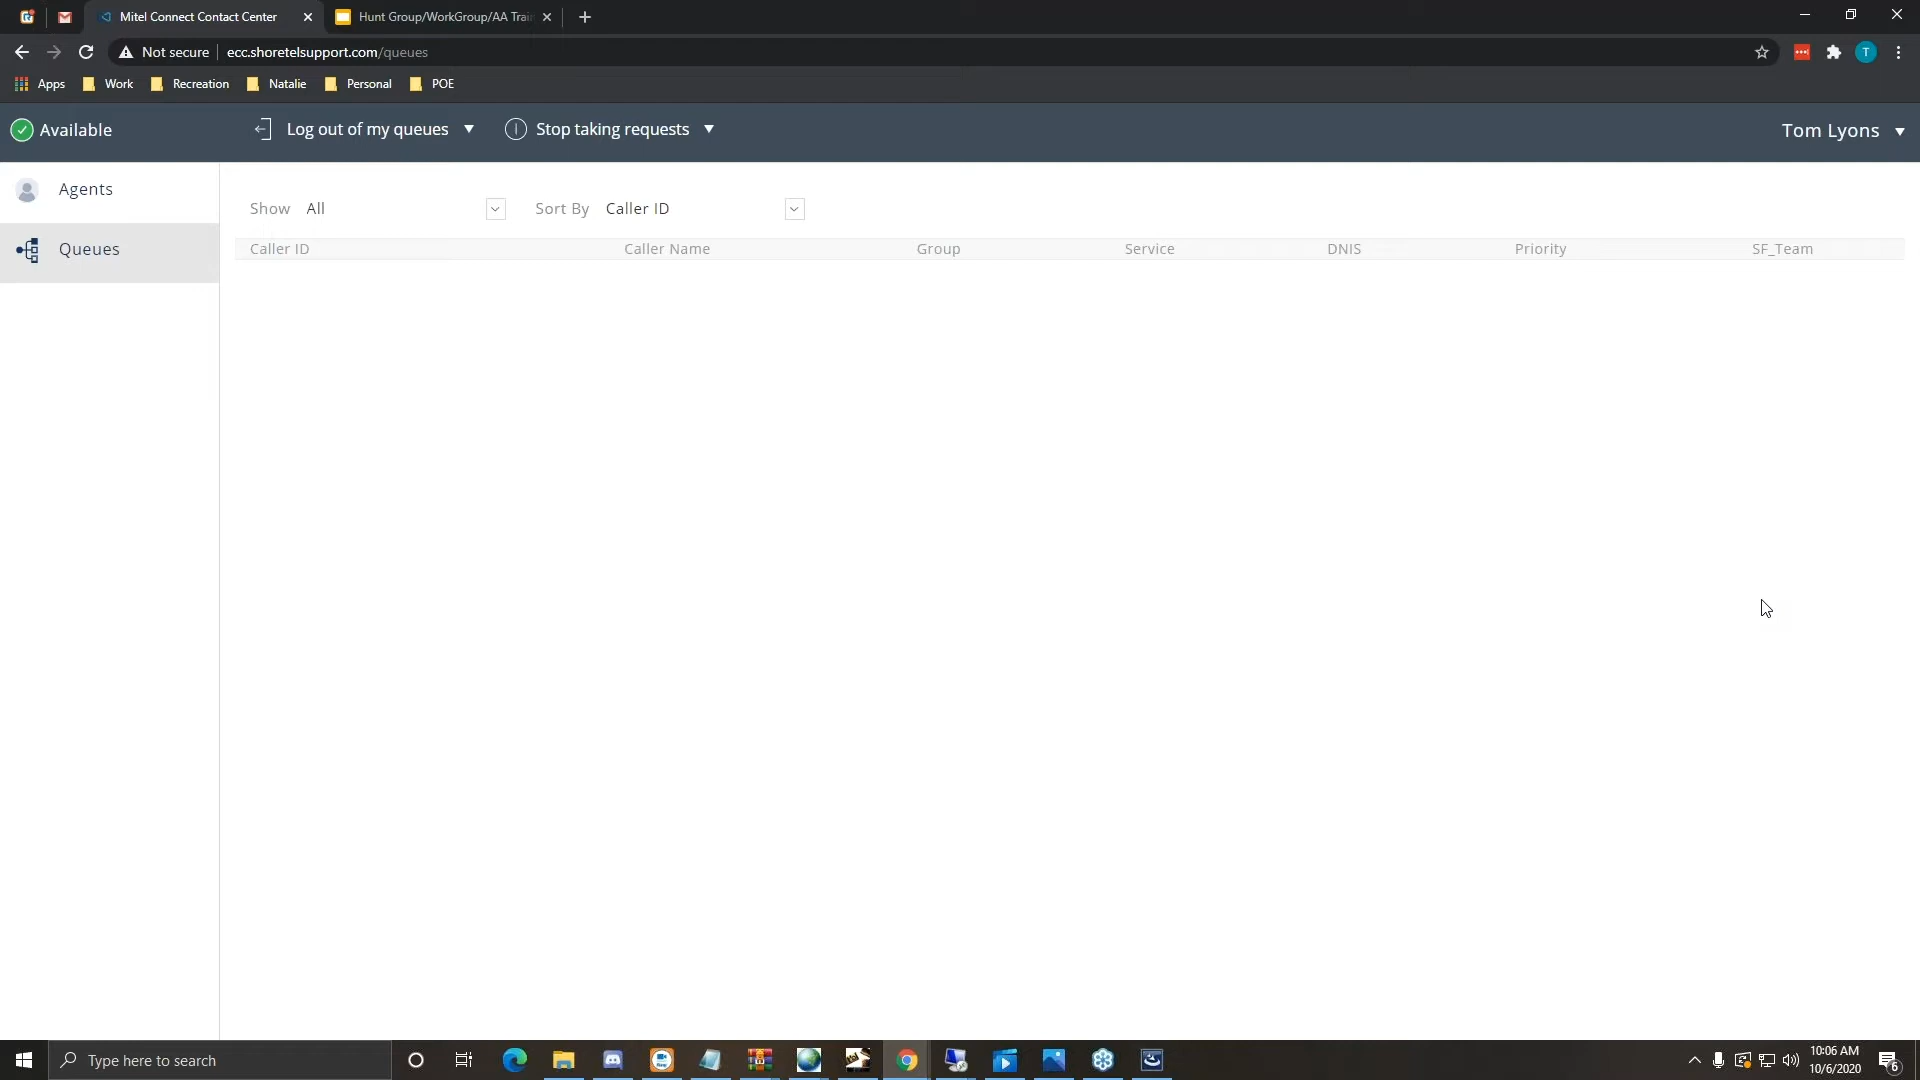 Mitel Connect Contact Center
Hunt Group/WorkGroup/AA Trai
Not secure
ecc.shoretelsupport.com/queues
T
Apps
Work
Recreation
Natalie
Personal
POE
Available
Log out of my queues
Stop taking requests
Tom Lyons
Agents
Queues
Show All
Sort By Caller ID
Caller ID Caller Name Group Service DNIS Priority SF_Team
Type here to search
10:06 AM
10/6/2020
6